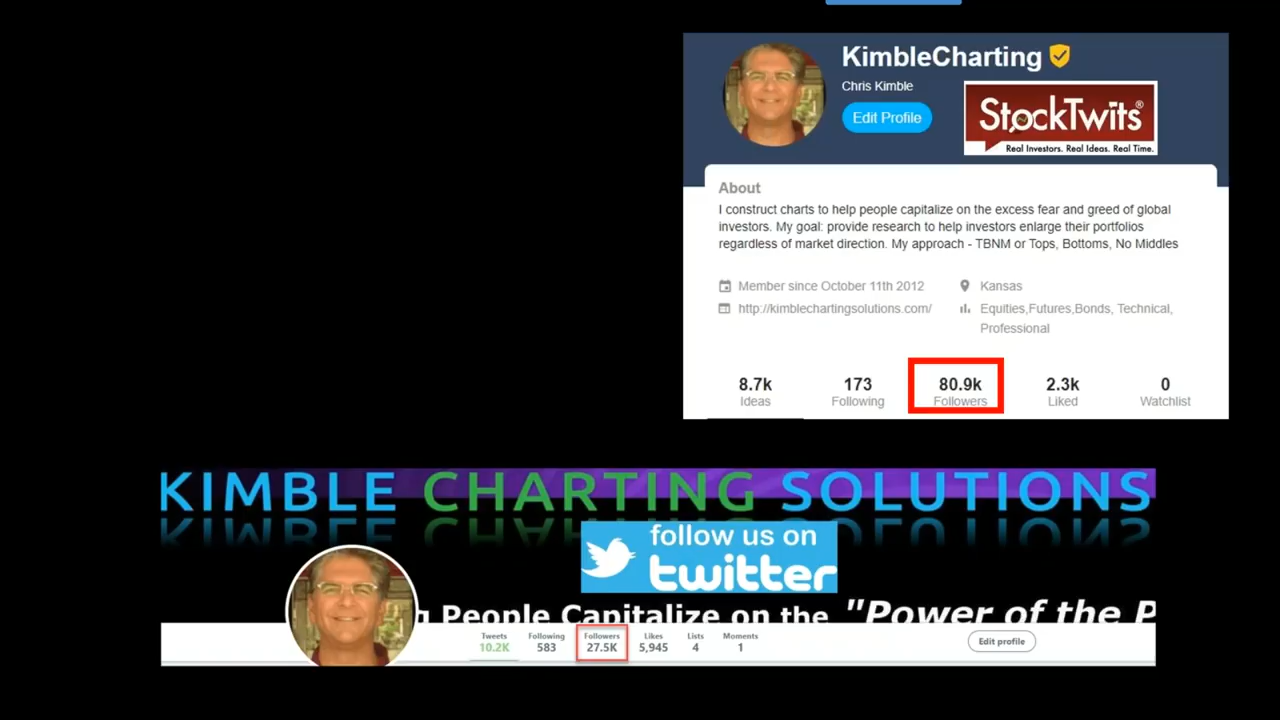 KimbleCharting
Chris Kimble
Edit Profile
StockTwits®
Real Investors. Real Ideas. Real Time.
About
I construct charts to help people capitalize on the excess fear and greed of global
investors. My goal: provide research to help investors enlarge their portfolios
regardless of market direction. My approach - TBNM or Tops, Bottoms, No Middles
Member since October 11th 2012
Kansas
http://kimblechartingsolutions.com/
Equities,Futures,Bonds, Technical,
Professional
8.7k 173 80.9k 2.3k 0
Ideas Following Followers Liked Watchlist
KIMBLE CHARTING SOLUTIONS
follow us on
twitter
g People Capitalize on the "Power of the P
Tweets Following Followers Likes Lists Moments
10.2K 583 27.5K 5,945 4 1
Edit profile